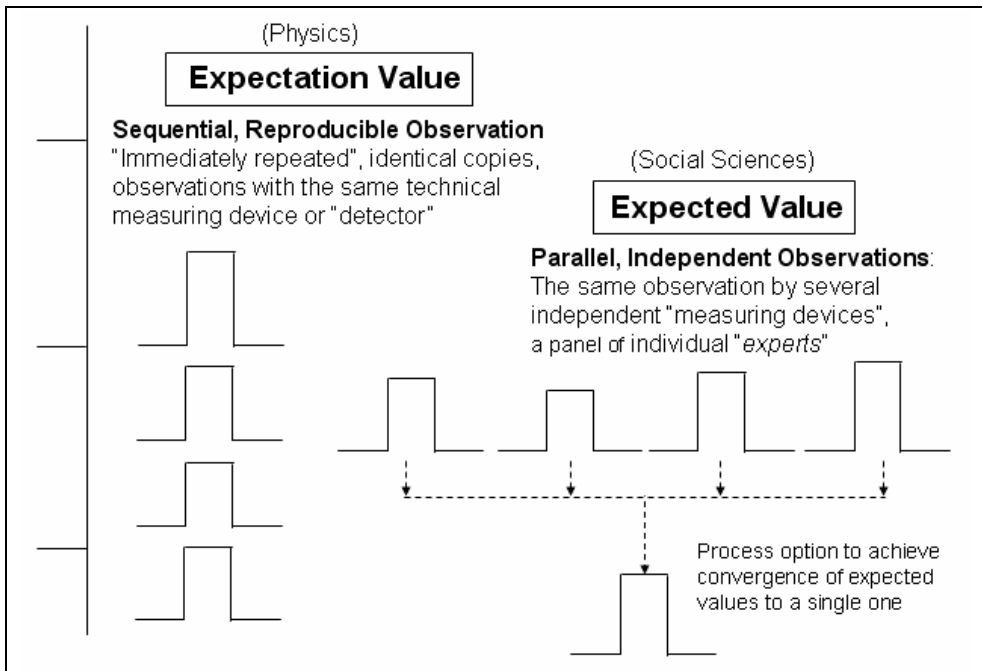 (Physics)
Expectation Value
Sequential, Reproducible Observation
"Immediately repeated", identical copies,
observations with the same technical
measuring device or "detector"
(Social Sciences)
Expected Value
Parallel, Independent Observations:
The same observation by several
independent "measuring devices",
a panel of individual "experts"
Process option to achieve
convergence of expected
values to a single one